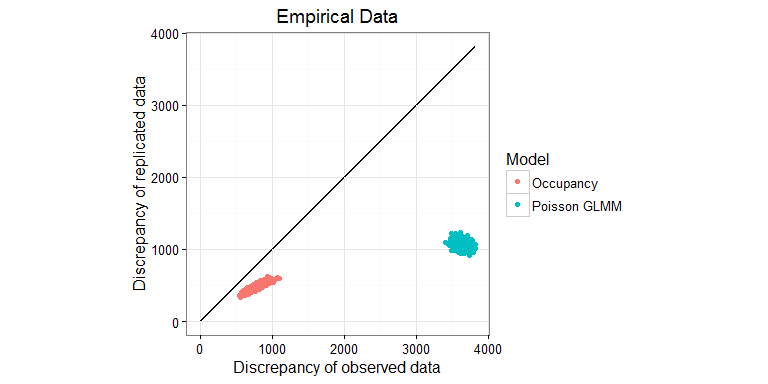 Empirical Data
Discrepancy of replicated data
4000
3000
2000
1000
0
0 1000 2000 3000 4000
Discrepancy of observed data
Model
Occupancy
Poisson GLMM